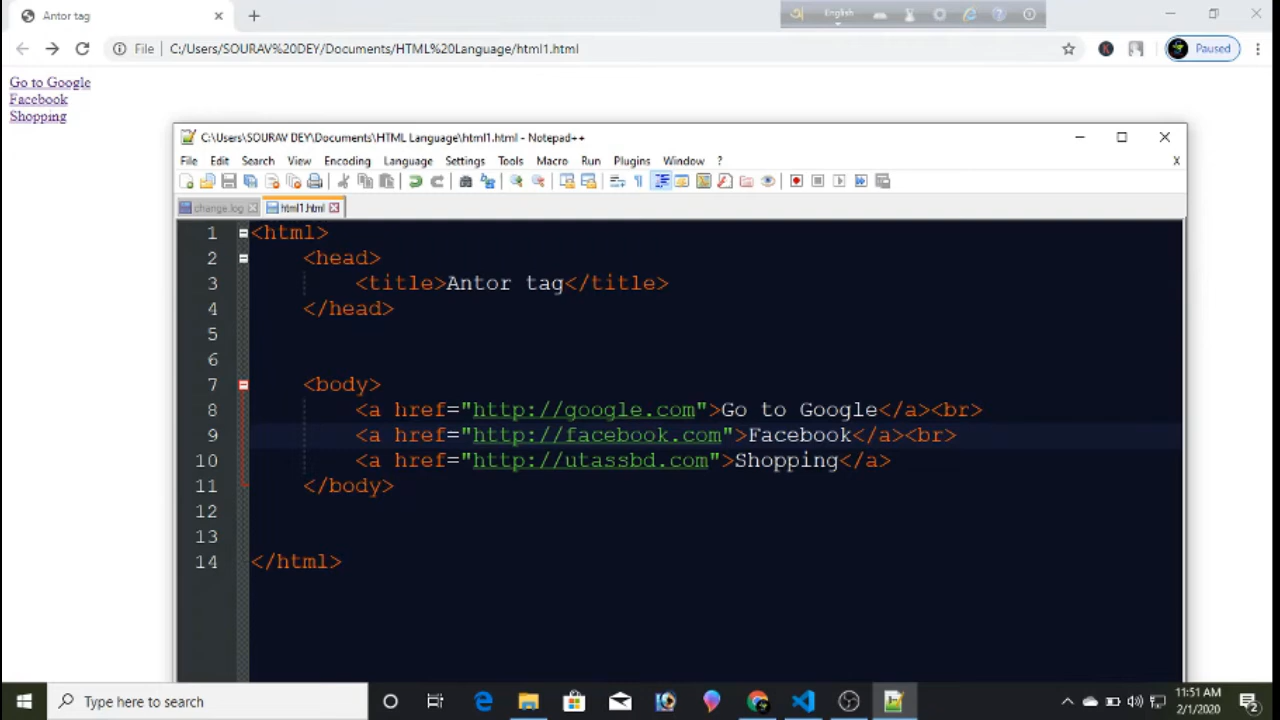 Antor tag
অ English
File C:/Users/SOURAV%20DEY/Documents/HTML%20Language/html1.html
K
Paused
Go to Google
Facebook
Shopping
C:\Users\SOURAV DEY\Documents\HTML Language\html1.html - Notepad++
File Edit Search View Encoding Language Settings Tools Macro Run Plugins Window ? X
change.log html1.html
1 <html>
2 <head>
3 <title>Antor tag</title>
4 </head>
5
6
7 <body>
8 <a href="http://google.com">Go to Google</a><br>
9 <a href="http://facebook.com">Facebook</a><br>
10 <a href="http://utassbd.com">Shopping</a>
11 </body>
12
13
14 </html>
Type here to search
11:51 AM
2/1/2020
2